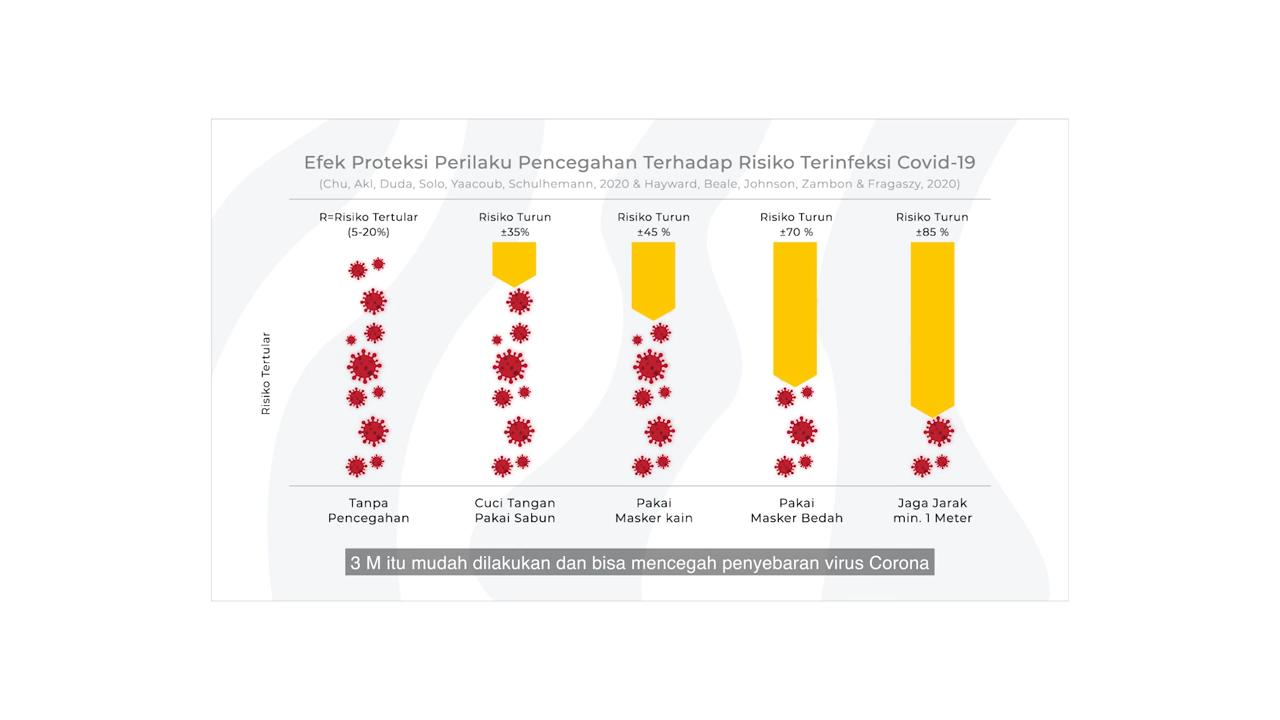 Efek Proteksi Perilaku Pencegahan Terhadap Risiko Terinfeksi Covid-19
(Chu, Akl, Duda, Solo, Yaacoub, Schulhemann, 2020 & Hayward, Beale, Johnson, Zambon & Fragaszy, 2020)
R=Risiko Tertular
(5-20%)
Risiko Turun
±35%
Risiko Turun
±45 %
Risiko Turun
±70 %
Risiko Turun
±85 %
Risiko Tertular
Tanpa
Pencegahan
Cuci Tangan
Pakai Sabun
Pakai
Masker kain
Pakai
Masker Bedah
Jaga Jarak
min. 1 Meter
3 M itu mudah dilakukan dan bisa mencegah penyebaran virus Corona